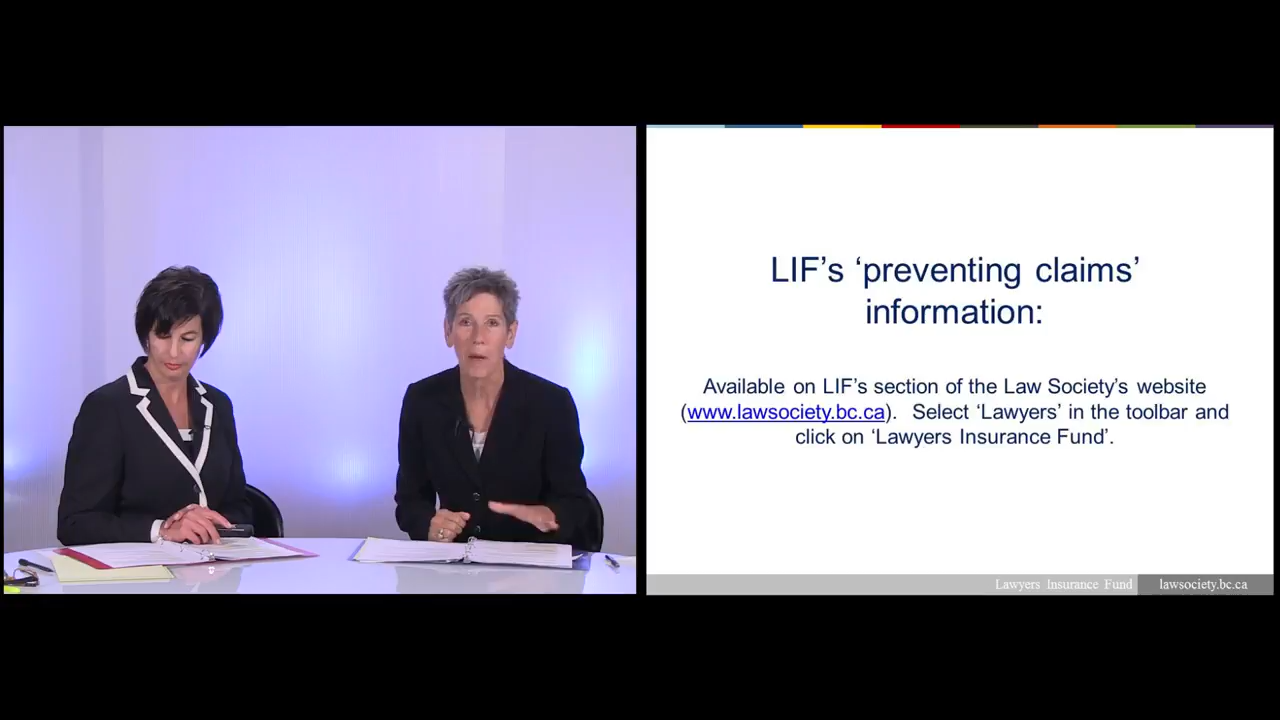 LIF’s ‘preventing claims’
information:
Available on LIF’s section of the Law Society’s website
(www.lawsociety.bc.ca).  Select ‘Lawyers’ in the toolbar and
click on ‘Lawyers Insurance Fund’.
Lawyers Insurance Fund
lawsociety.bc.ca